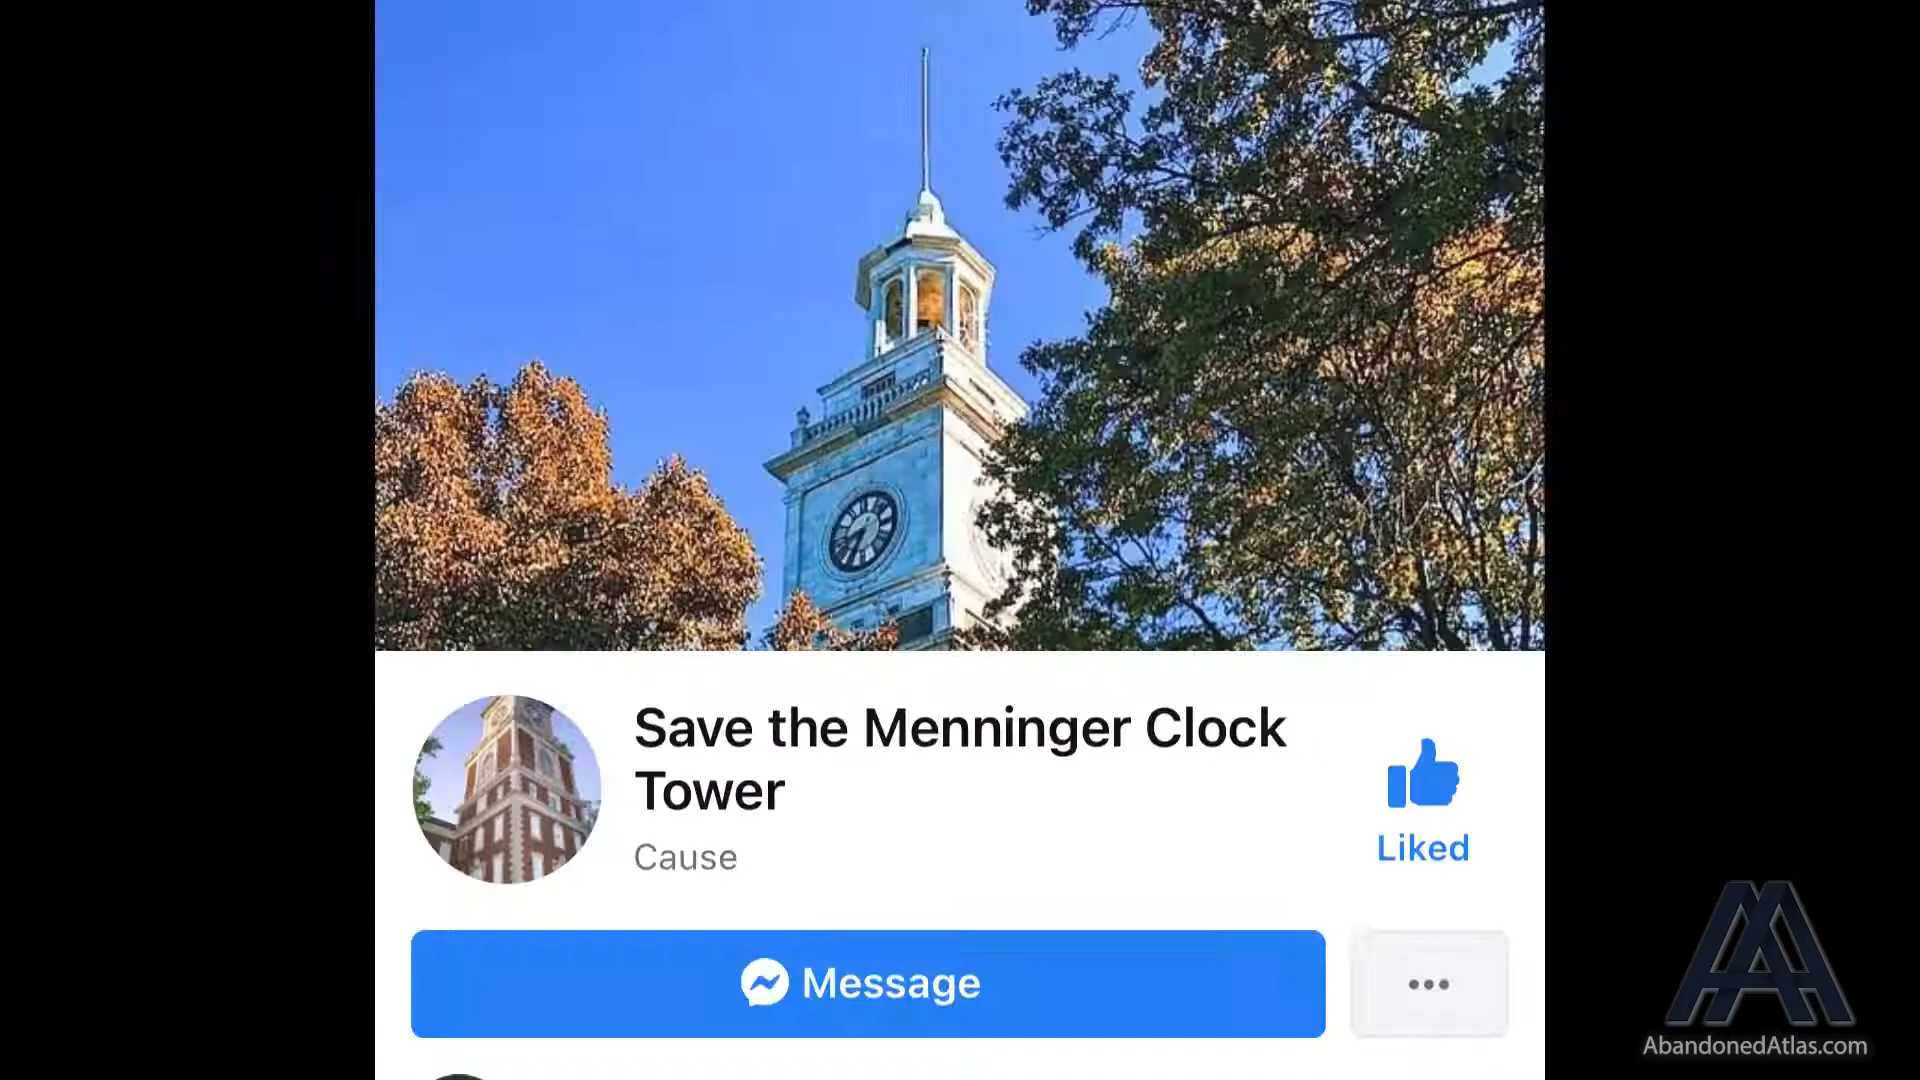 Save the Menninger Clock
Tower
Cause
Liked
Message
AbandonedAtlas.com